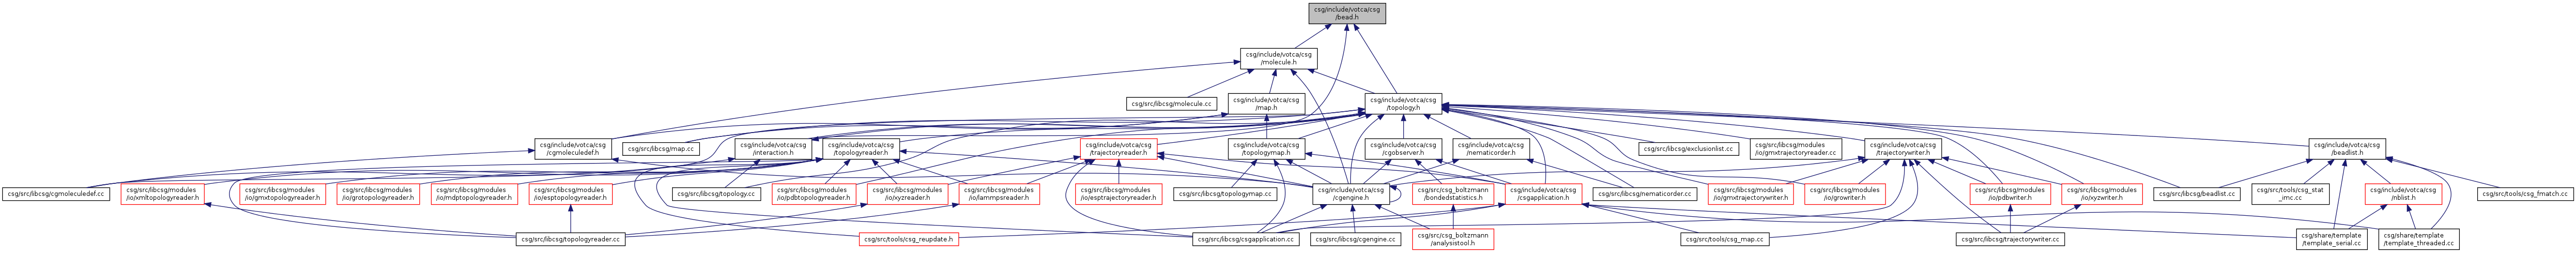 csg/include/votca/csg
/bead.h
csg/include/votca/csg
/molecule.h
csg/src/libcsg/molecule.cc
csg/include/votca/csg
/map.h
csg/include/votca/csg
/topology.h
csg/include/votca/csg
/cgmoleculedef.h
csg/src/libcsg/map.cc
csg/include/votca/csg
/interaction.h
csg/include/votca/csg
/topologyreader.h
csg/include/votca/csg
/trajectoryreader.h
csg/include/votca/csg
/topologymap.h
csg/include/votca/csg
/cgobserver.h
csg/include/votca/csg
/nematicorder.h
csg/src/libcsg/exclusionlist.cc
csg/src/libcsg/modules
/io/gmxtrajectoryreader.cc
csg/include/votca/csg
/trajectorywriter.h
csg/include/votca/csg
/beadlist.h
csg/src/libcsg/cgmoleculedef.cc
csg/src/libcsg/modules
/io/xmltopologyreader.h
csg/src/libcsg/modules
/io/gmxtopologyreader.h
csg/src/libcsg/modules
/io/grotopologyreader.h
csg/src/libcsg/modules
/io/mdptopologyreader.h
csg/src/libcsg/modules
/io/esptopologyreader.h
csg/src/libcsg/topology.cc
csg/src/libcsg/modules
/io/pdbtopologyreader.h
csg/src/libcsg/modules
/io/xyzreader.h
csg/src/libcsg/modules
/io/lammpsreader.h
csg/src/libcsg/modules
/io/esptrajectoryreader.h
csg/src/libcsg/topologymap.cc
csg/include/votca/csg
/cgengine.h
csg/src/csg_boltzmann
/bondedstatistics.h
csg/include/votca/csg
/csgapplication.h
csg/src/libcsg/nematicorder.cc
csg/src/libcsg/modules
/io/gmxtrajectorywriter.h
csg/src/libcsg/modules
/io/growriter.h
csg/src/libcsg/modules
/io/pdbwriter.h
csg/src/libcsg/modules
/io/xyzwriter.h
csg/src/libcsg/beadlist.cc
csg/src/tools/csg_stat
_imc.cc
csg/include/votca/csg
/nblist.h
csg/src/tools/csg_fmatch.cc
csg/src/libcsg/topologyreader.cc
csg/src/tools/csg_reupdate.h
csg/src/libcsg/csgapplication.cc
csg/src/libcsg/cgengine.cc
csg/src/csg_boltzmann
/analysistool.h
csg/src/tools/csg_map.cc
csg/src/libcsg/trajectorywriter.cc
csg/share/template
/template_serial.cc
csg/share/template
/template_threaded.cc